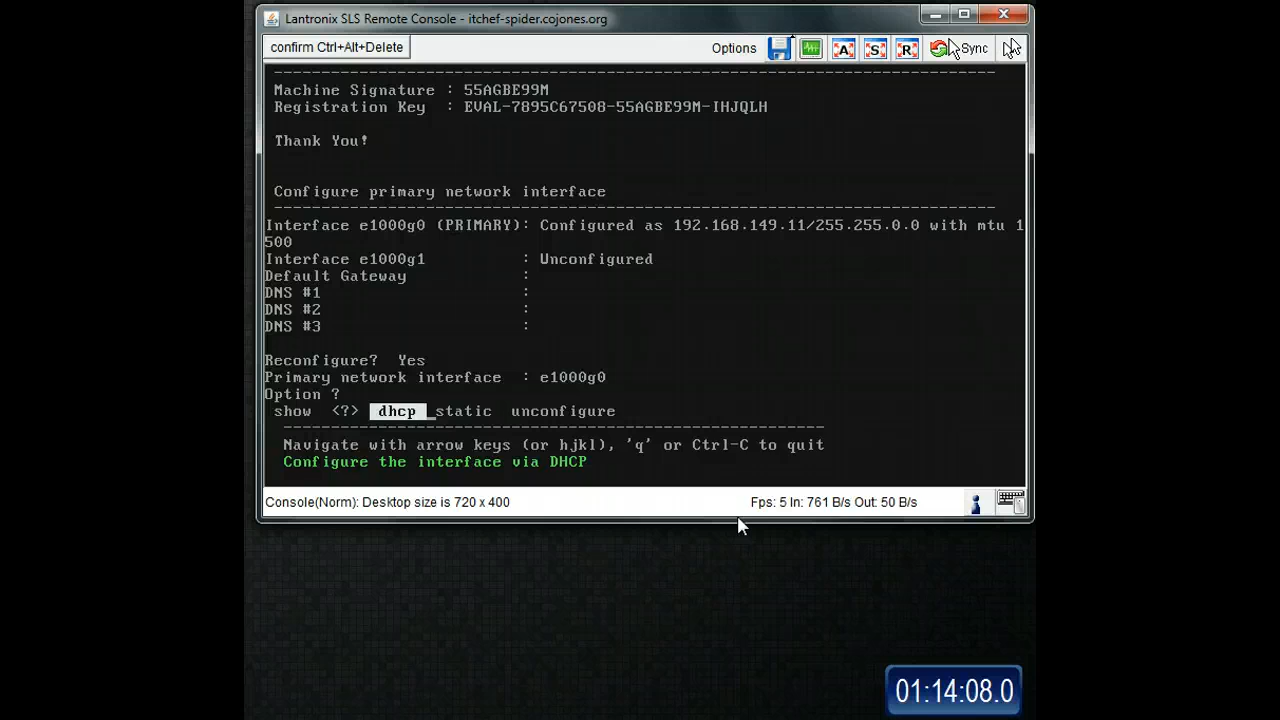 Lantronix SLS Remote Console - itchef-spider.cojones.org
confirm Ctrl+Alt+Delete
Options
A
S
R
Sync
Machine Signature : 55AGBE99M
Registration Key : EVAL-7895C67508-55AGBE99M-IHJQLH
Thank You!
Configure primary network interface
Interface e1000g0 (PRIMARY): Configured as 192.168.149.11/255.255.0.0 with mtu 1
500
Interface e1000g1 : Unconfigured
Default Gateway :
DNS #1 :
DNS #2 :
DNS #3 :
Reconfigure? Yes
Primary network interface : e1000g0
Option ?
show <?> dhcp _static unconfigure
Navigate with arrow keys (or hjkl), 'q' or Ctrl-C to quit
Configure the interface via DHCP
Console(Norm): Desktop size is 720 x 400
Fps: 5 In: 761 B/s Out: 50 B/s
01:14:08.0